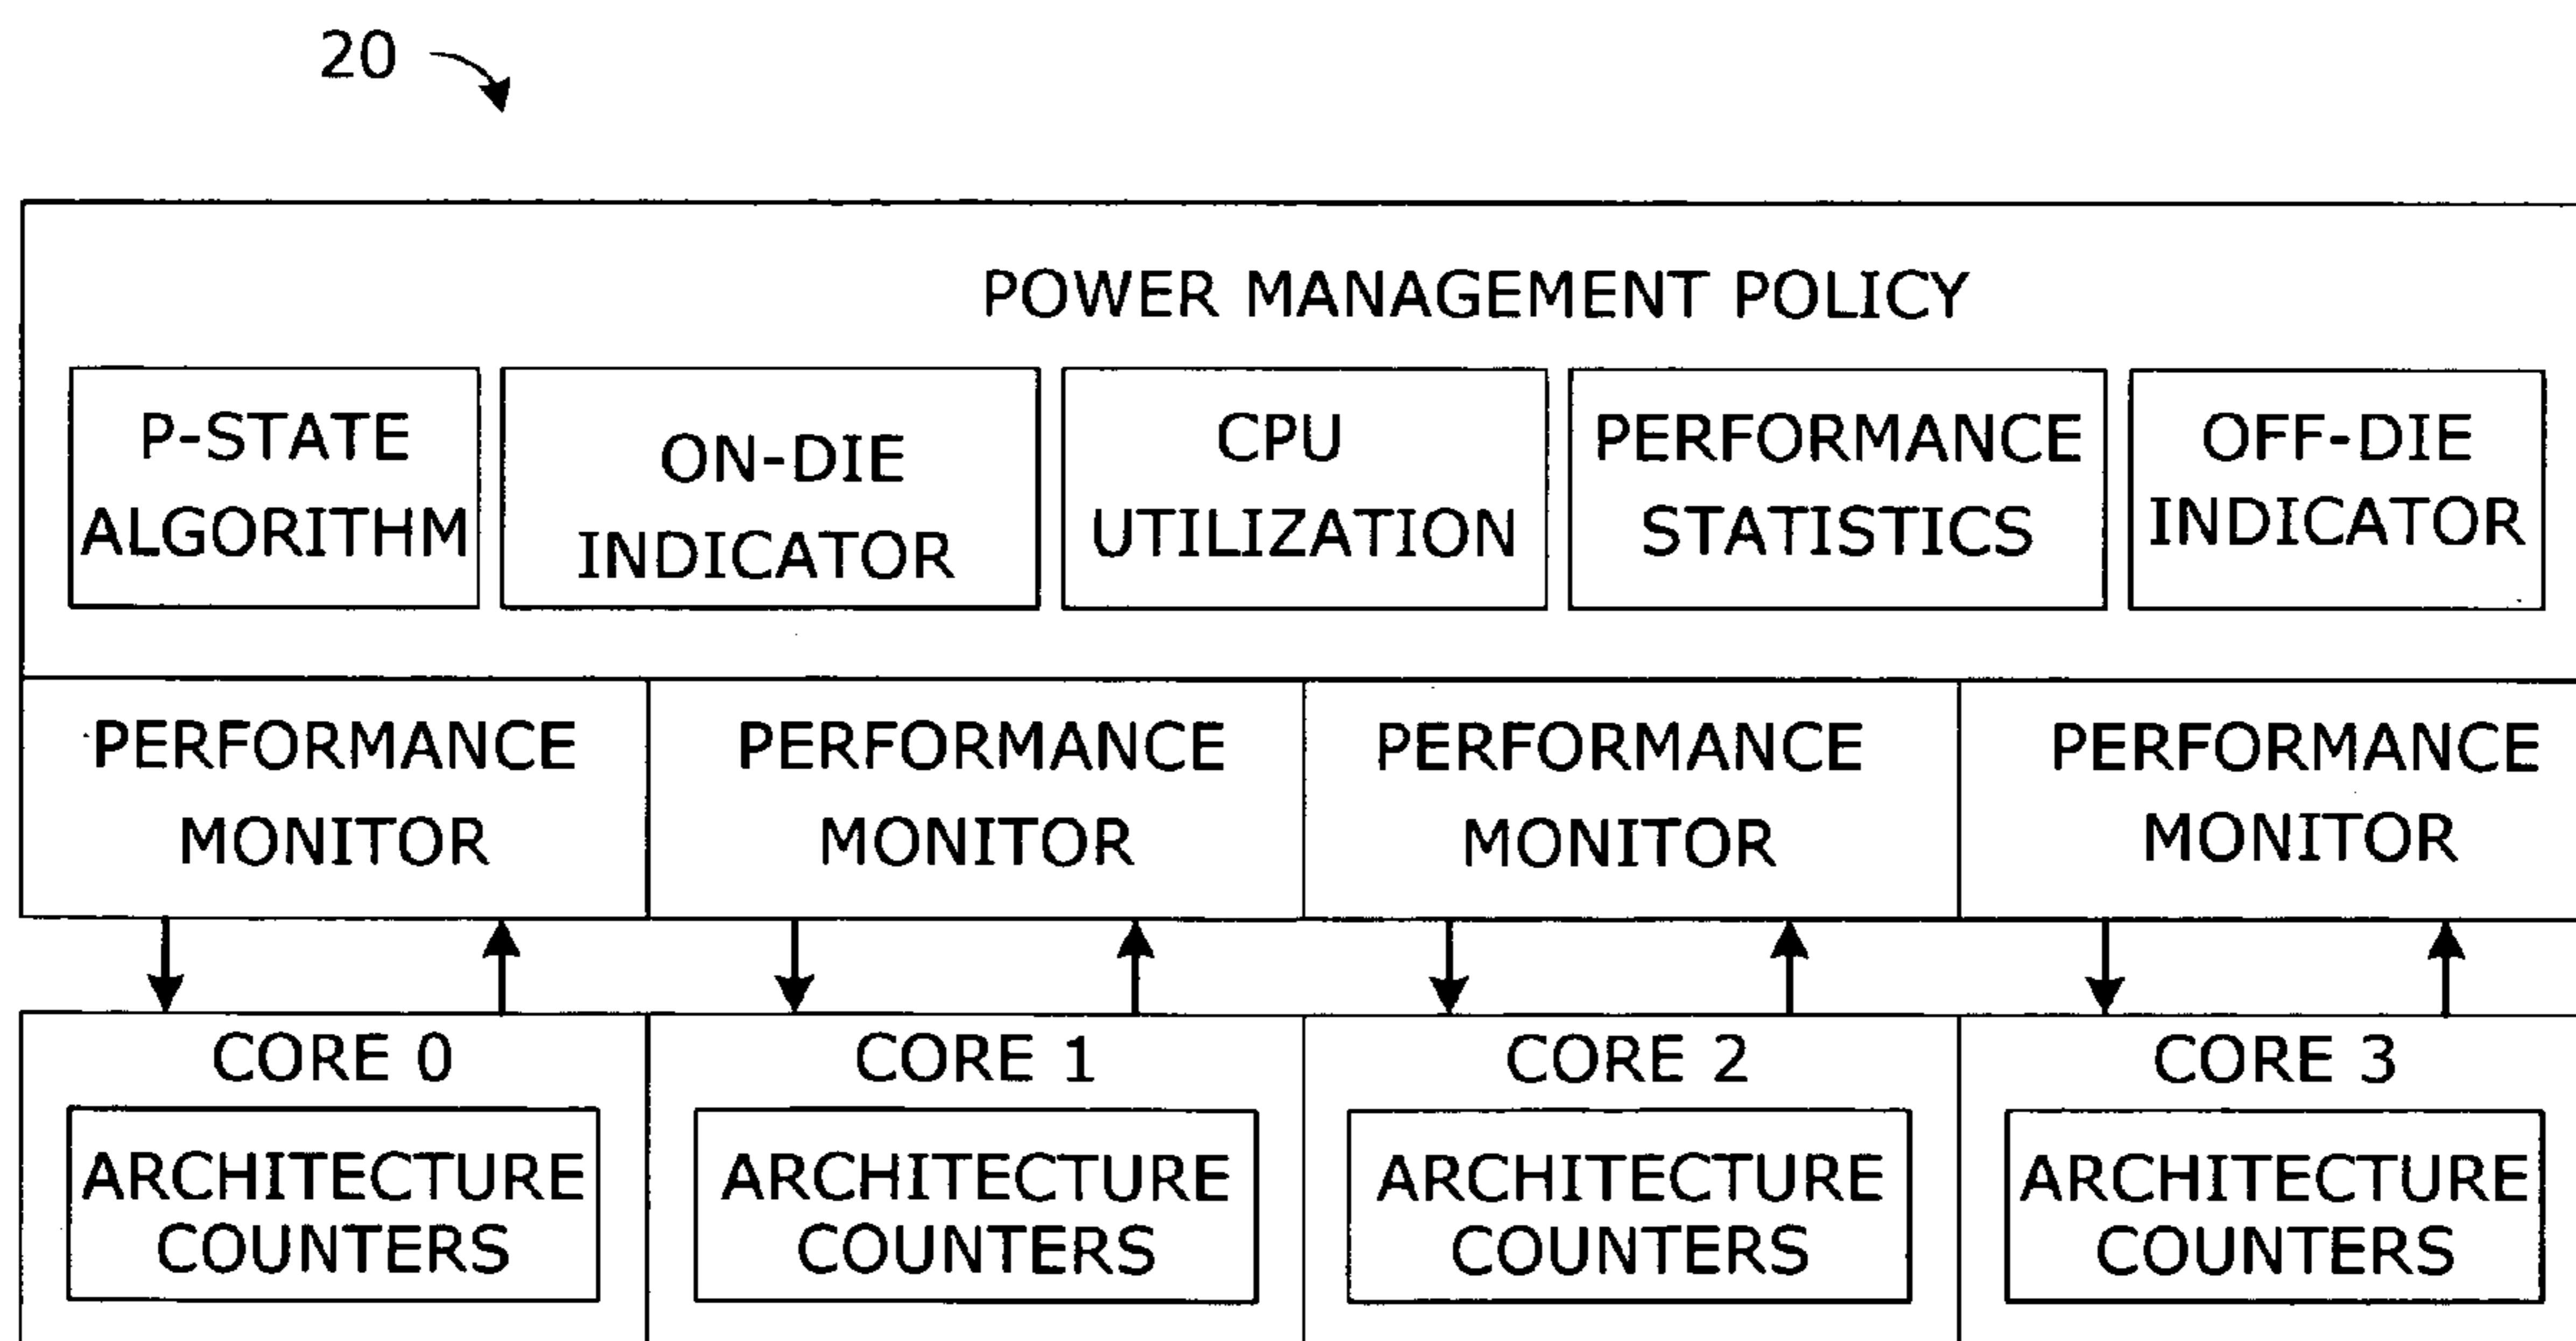 20
POWER MANAGEMENT POLICY
P-STATE
ALGORITHM
ON-DIE
INDICATOR
CPU
UTILIZATION
PERFORMANCE
STATISTICS
OFF-DIE
INDICATOR
PERFORMANCE
MONITOR
PERFORMANCE
MONITOR
PERFORMANCE
MONITOR
PERFORMANCE
MONITOR
CORE 0
ARCHITECTURE
COUNTERS
CORE 1
ARCHITECTURE
COUNTERS
CORE 2
ARCHITECTURE
COUNTERS
CORE 3
ARCHITECTURE
COUNTERS